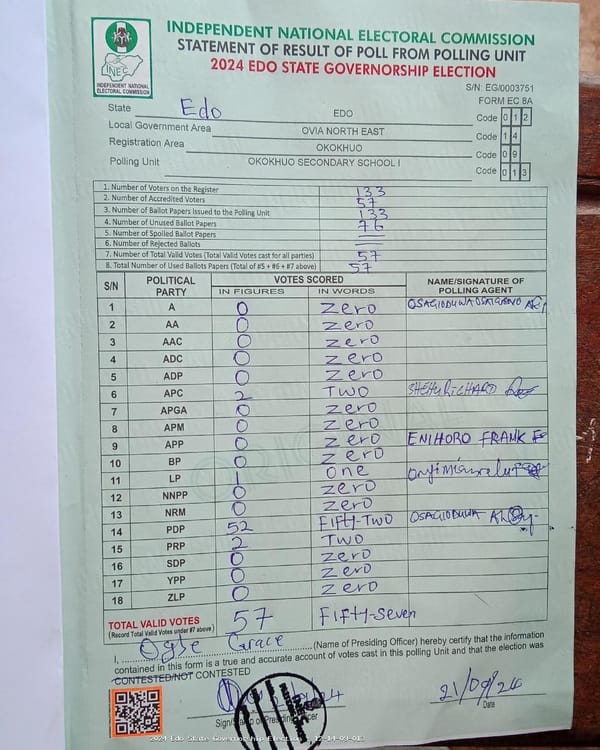 INDEPENDENT NATIONAL ELECTORAL COMMISSION
STATEMENT OF RESULT OF POLL FROM POLLING UNIT
2024 EDO STATE GOVERNORSHIP ELECTION
INEC
INDEPENDENT NATIONAL
ELECTORAL COMMISSION
S/N: EG/0003751
FORM EC 8A
State Edo EDO Code 0 1 2
Local Government Area OVIA NORTH EAST Code 1 4
Registration Area OKOKHUO Code 0 9
Polling Unit OKOKHUO SECONDARY SCHOOL I Code 0 1 3
1. Number of Voters on the Register 133
2. Number of Accredited Voters 57
3. Number of Ballot Papers Issued to the Polling Unit 133
4. Number of Unused Ballot Papers 76
5. Number of Spoiled Ballot Papers
6. Number of Rejected Ballots
7. Number of Total Valid Votes (Total Valid Votes cast for all parties) 57
8. Total Number of Used Ballots Papers (Total of #5 + #6 + #7 above) 57
S/N POLITICAL PARTY VOTES SCORED NAME/SIGNATURE OF POLLING AGENT
IN FIGURES IN WORDS
1 A 0 Zero
2 AA 0 Zero
3 AAC 0 Zero
4 ADC 0 Zero
5 ADP 0 Zero
6 APC 2 TWO SHEHU RICHARD
7 APGA 0 Zero
8 APM 0 Zero
9 APP 0 Zero ENIHORO FRANK
10 BP 0 Zero
11 LP 1 One
12 NNPP 0 Zero
13 NRM 0 Zero
14 PDP 52 Fifty-Two OSAGIODUWA
15 PRP 2 TWO
16 SDP 0 Zero
17 YPP 0 Zero
18 ZLP 0 Zero
TOTAL VALID VOTES 57 Fifty-Seven
(Record Total Valid Votes under #7 above)
I, Ogbe Grace (Name of Presiding Officer) hereby certify that the information
contained in this form is a true and accurate account of votes cast in this polling Unit and that the election was
CONTESTED/NOT CONTESTED
21/09/24
Sign/Stamp of Presiding Officer Date
2024 Edo State Governorship Election - 12-14-09-013